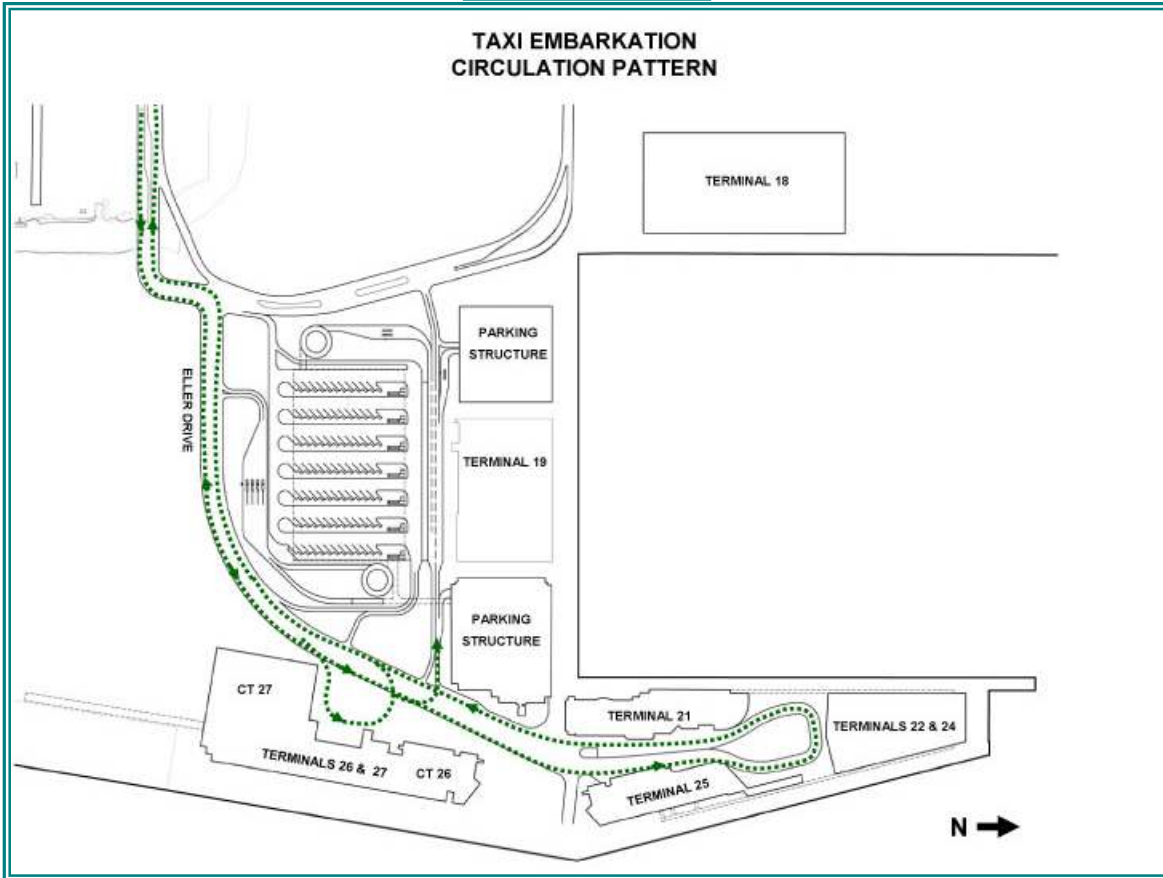 TAXI EMBARKATION
CIRCULATION PATTERN
TERMINAL 18
PARKING
STRUCTURE
ELLER DRIVE
TERMINAL 19
PARKING
STRUCTURE
CT 27
TERMINAL 21
TERMINALS 22 & 24
TERMINALS 26 & 27
CT 26
TERMINAL 25
N